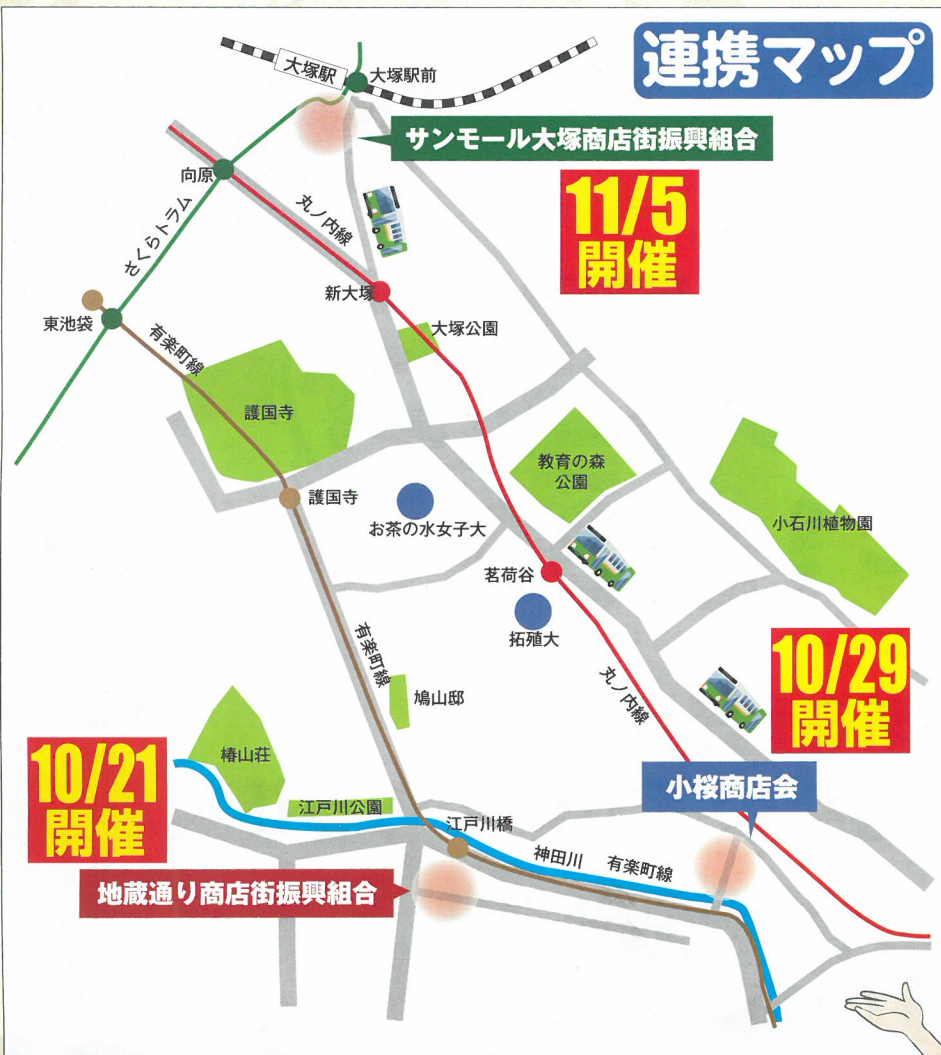 連携マップ
大塚駅
大塚駅前
サンモール大塚商店街振興組合
11/5
開催
向原
さくらトラム
丸ノ内線
新大塚
東池袋
有楽町線
大塚公園
護国寺
護国寺
教育の森
公園
お茶の水女子大
小石川植物園
茗荷谷
拓殖大
有楽町線
鳩山邸
丸ノ内線
10/29
開催
椿山荘
10/21
開催
江戸川公園
江戸川橋
小桜商店会
神田川
有楽町線
地蔵通り商店街振興組合